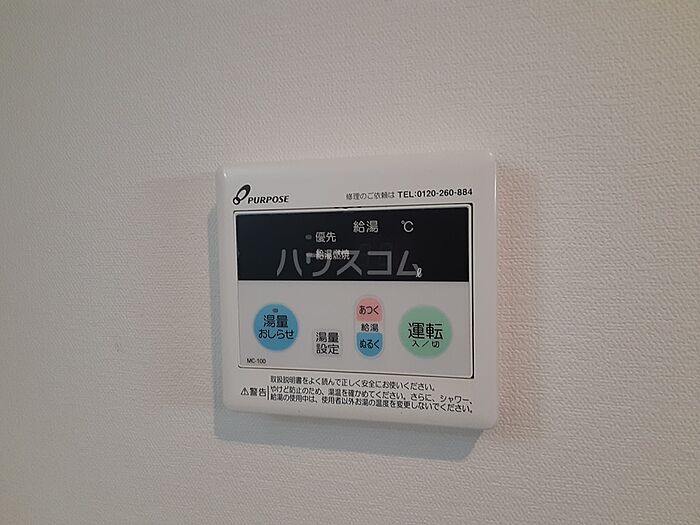 PURPOSE
修理のご依頼は TEL:0120-260-884
給湯 ℃
優先
給湯燃焼
ハウスコム
ℓ
湯量
おしらせ
湯量
設定
あつく
給湯
ぬるく
運転
入/切
MC-100
取扱説明書をよく読んで正しく安全にお使いください。
⚠警告 やけど防止のため、湯温を確かめてください。さらに、シャワー、
給湯の使用中は、使用者以外お湯の温度を変更しないでください。